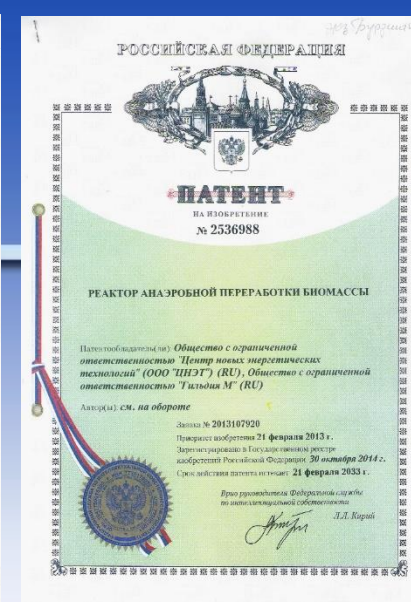 РОССИЙСКАЯ ФЕДЕРАЦИЯ
ПАТЕНТ
НА ИЗОБРЕТЕНИЕ
№ 2536988
РЕАКТОР АНАЭРОБНОЙ ПЕРЕРАБОТКИ БИОМАССЫ
Патентообладатель(ли): Общество с ограниченной
ответственностью "Центр новых энергетических
технологий" (ООО "ЦНЭТ") (RU), Общество с ограниченной
ответственностью "Гильдия М" (RU)
Автор(ы): см. на обороте
Заявка № 2013107920
Приоритет изобретения 21 февраля 2013 г.
Зарегистрировано в Государственном реестре
изобретений Российской Федерации 30 октября 2014 г.
Срок действия патента истекает 21 февраля 2033 г.
Врио руководителя Федеральной службы
по интеллектуальной собственности
Л.Л. Кирий